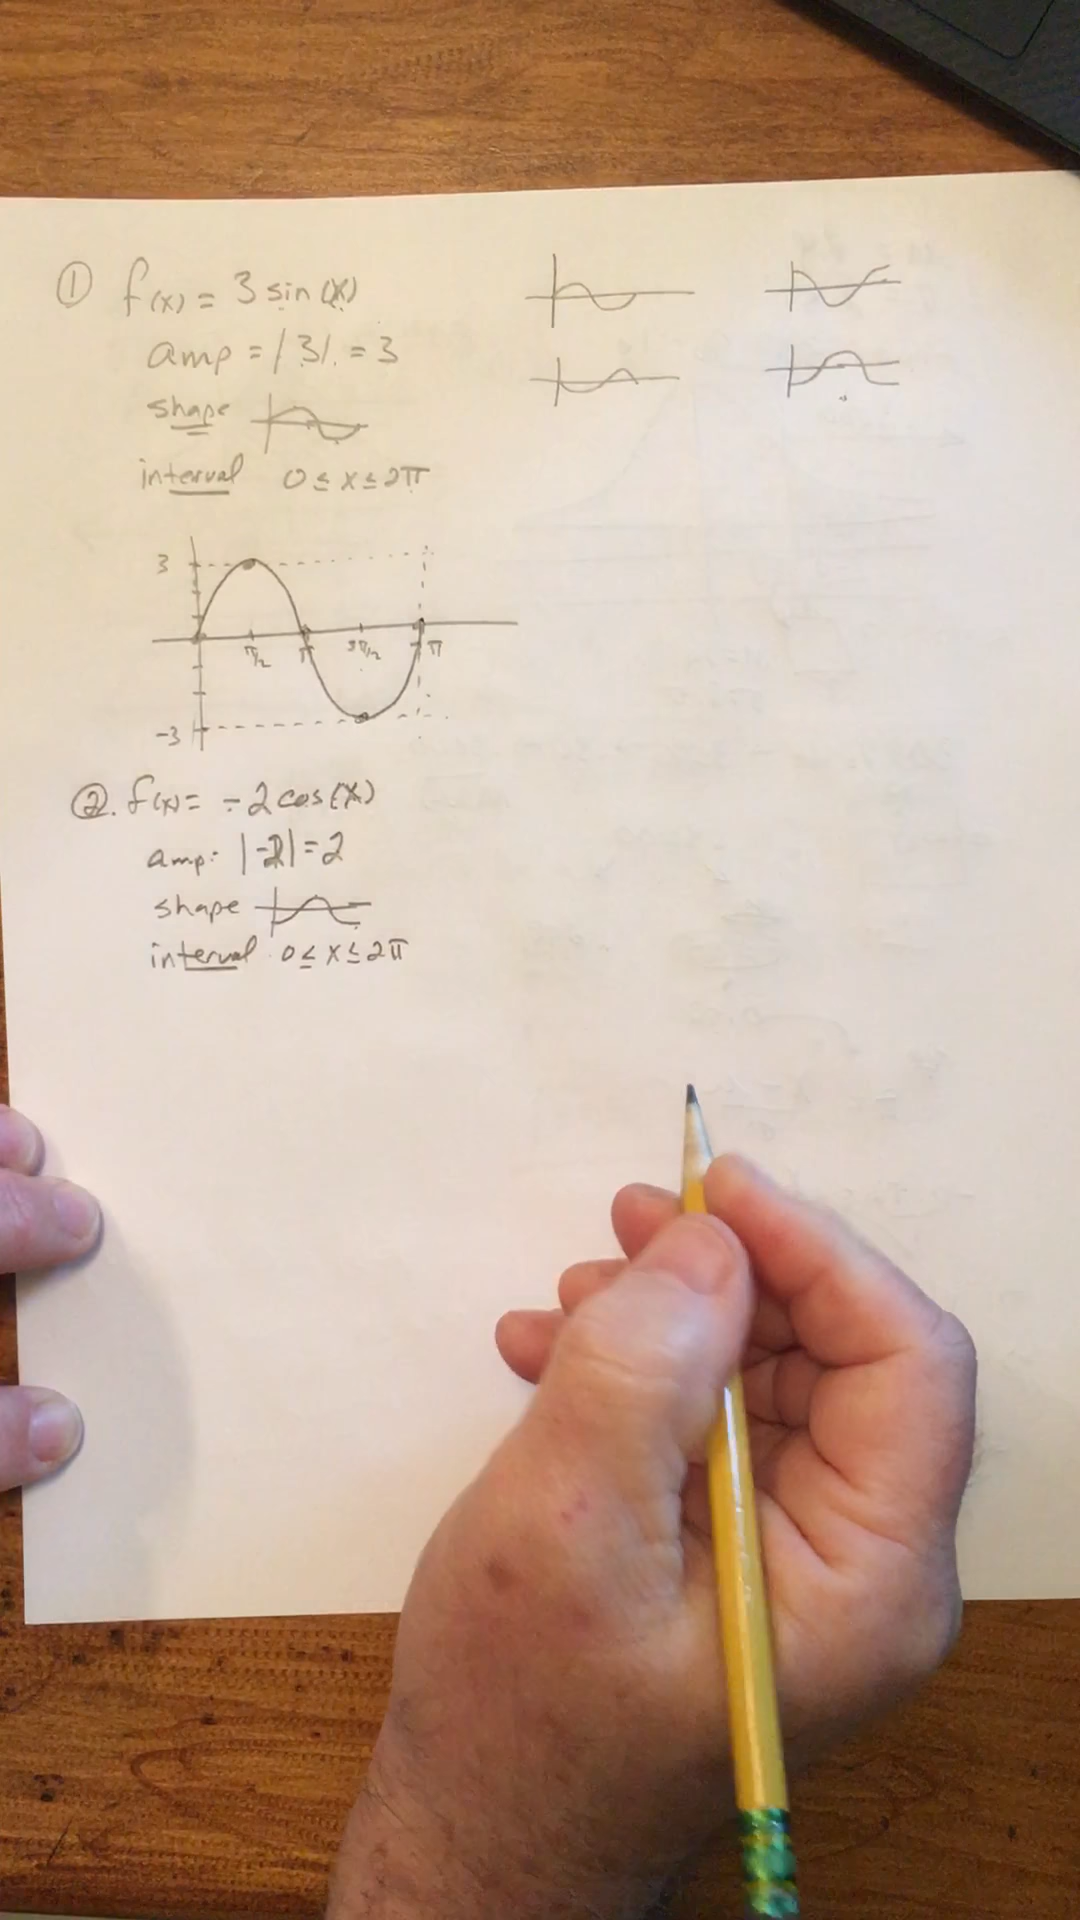 ① f(x) = 3 sin(x)
amp = |3| = 3
shape
interval 0 ≤ x ≤ 2π
3
π/2 π 3π/2 π
-3
②. f(x) = -2 cos(x)
amp: |-2| = 2
shape
interval 0 ≤ x ≤ 2π